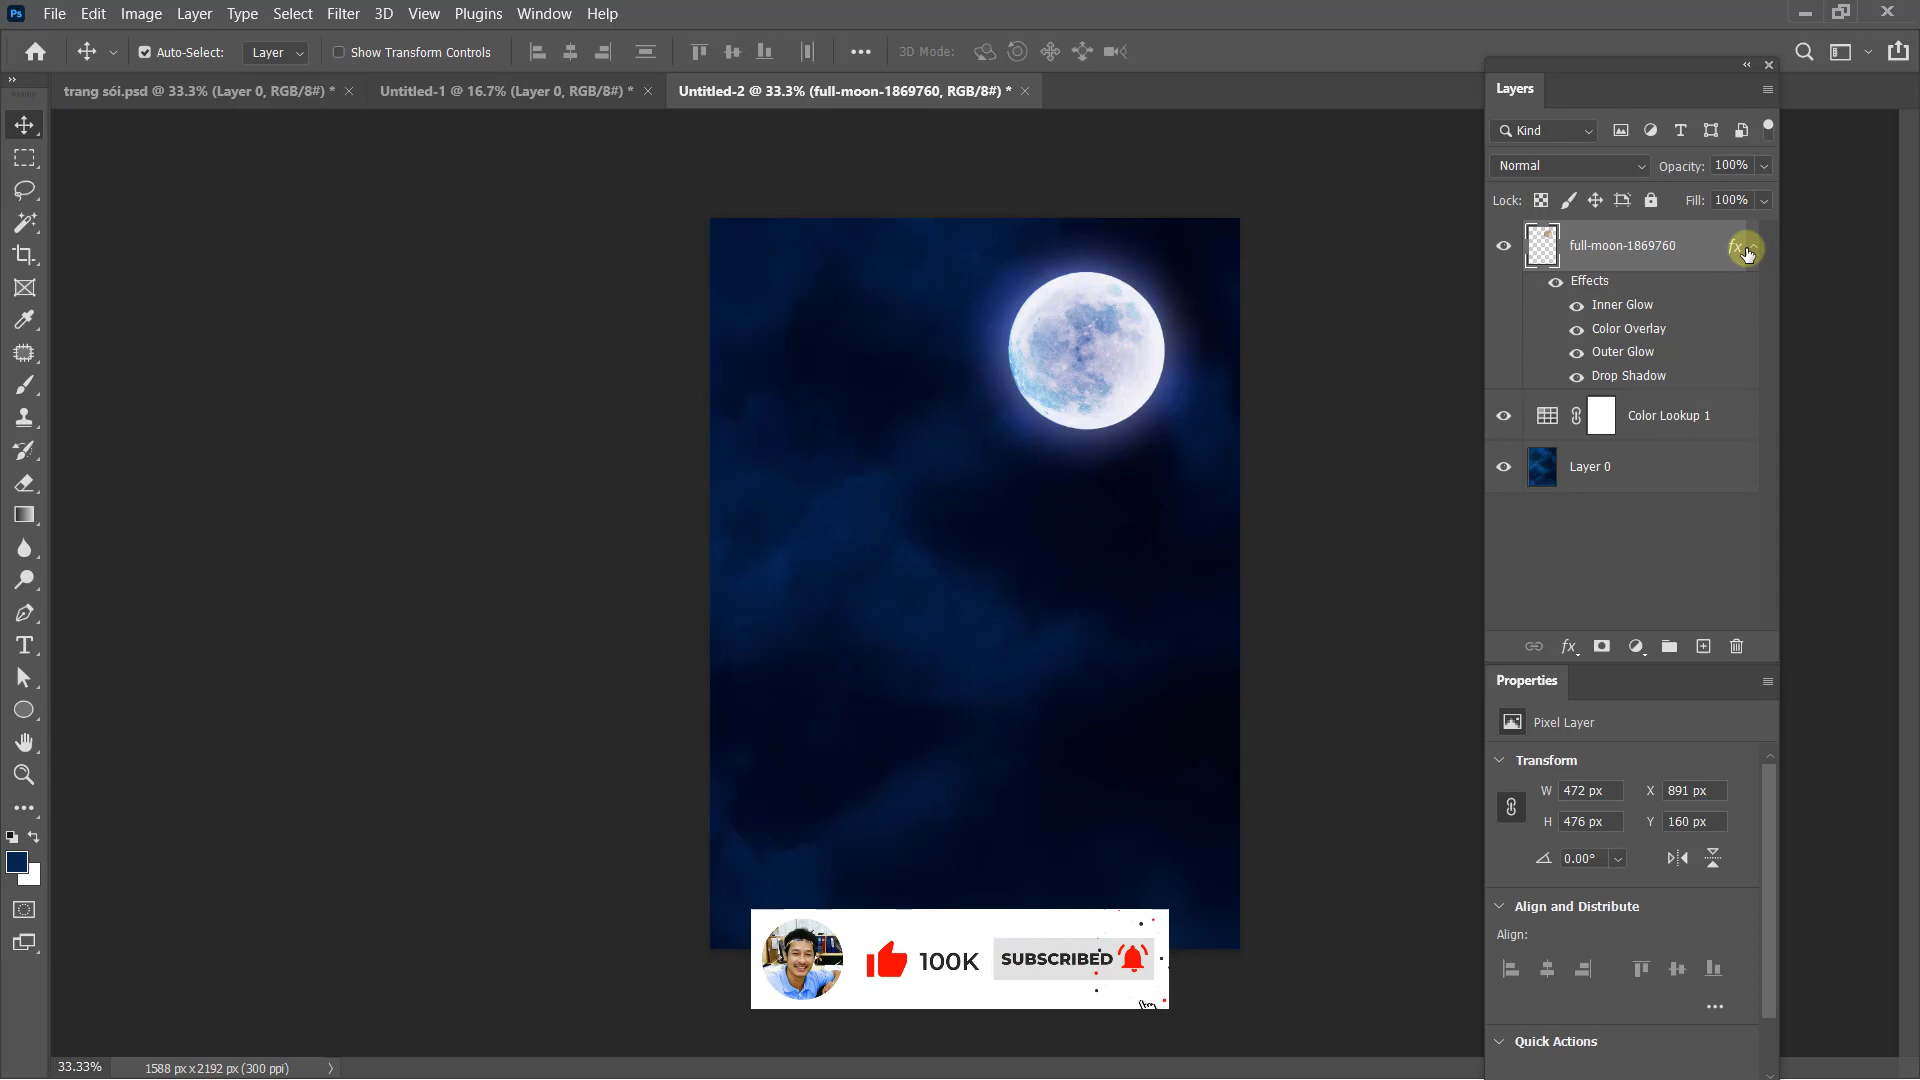 Ps File Edit Image Layer Type Select Filter 3D View Plugins Window Help
Auto-Select: Layer Show Transform Controls 3D Mode:
trang sói.psd @ 33.3% (Layer 0, RGB/8#) * Untitled-1 @ 16.7% (Layer 0, RGB/8#) * Untitled-2 @ 33.3% (full-moon-1869760, RGB/8#) *
Layers
Kind
Normal Opacity: 100%
Lock: Fill: 100%
full-moon-1869760 fx
Effects
Inner Glow
Color Overlay
Outer Glow
Drop Shadow
Color Lookup 1
Layer 0
fx
Properties
Pixel Layer
Transform
W 472 px X 891 px
H 476 px Y 160 px
0.00°
Align and Distribute
Align:
Quick Actions
100K SUBSCRIBED
33.33% 1588 px x 2192 px (300 ppi)